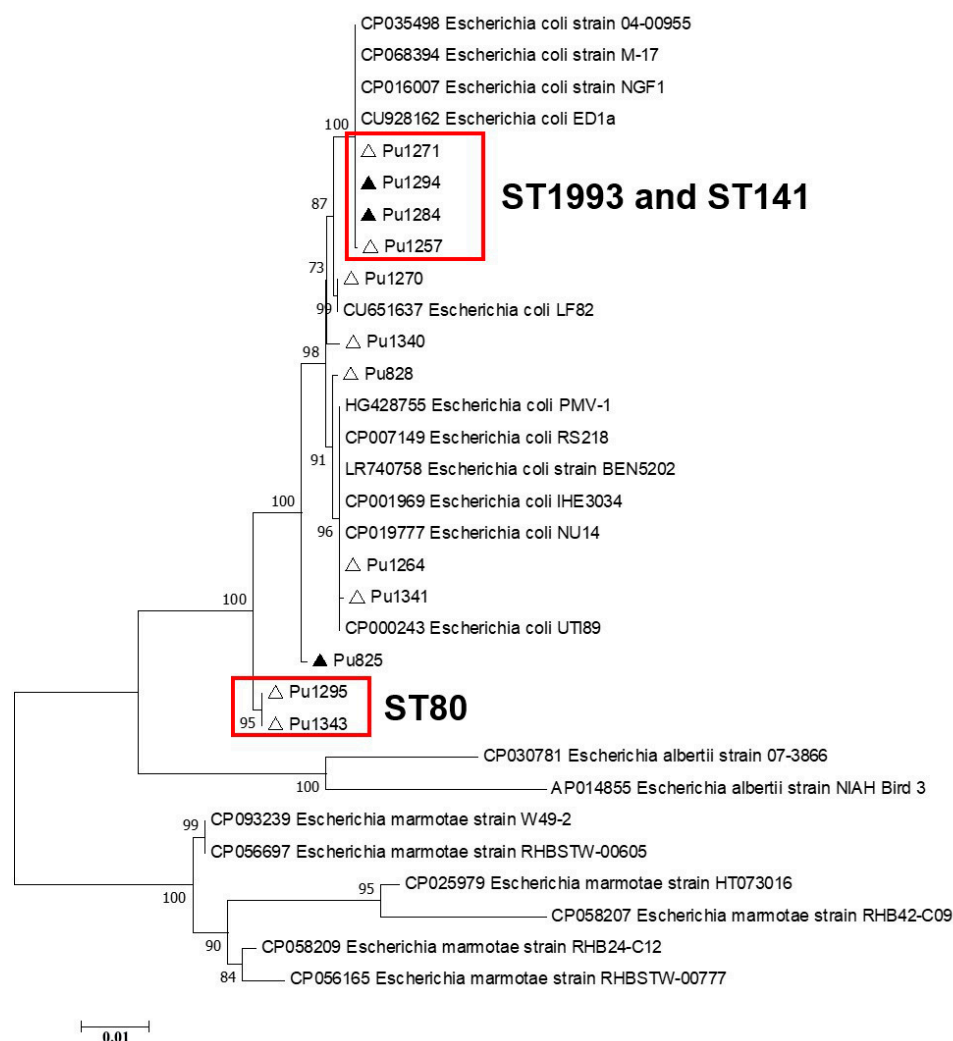 CP035498 Escherichia coli strain 04-00955
CP068394 Escherichia coli strain M-17
CP016007 Escherichia coli strain NGF1
CU928162 Escherichia coli ED1a
100
△ Pu1271
▲ Pu1294
▲ Pu1284
△ Pu1257
ST1993 and ST141
87
73
△ Pu1270
99
CU651637 Escherichia coli LF82
△ Pu1340
98
△ Pu828
HG428755 Escherichia coli PMV-1
CP007149 Escherichia coli RS218
91
LR740758 Escherichia coli strain BEN5202
100
CP001969 Escherichia coli IHE3034
96
CP019777 Escherichia coli NU14
△ Pu1264
100
△ Pu1341
CP000243 Escherichia coli UTI89
▲ Pu825
△ Pu1295
95
△ Pu1343
ST80
CP030781 Escherichia albertii strain 07-3866
100
AP014855 Escherichia albertii strain NIAH Bird 3
99
CP093239 Escherichia marmotae strain W49-2
CP056697 Escherichia marmotae strain RHBSTW-00605
100
95
CP025979 Escherichia marmotae strain HT073016
CP058207 Escherichia marmotae strain RHB42-C09
90
CP058209 Escherichia marmotae strain RHB24-C12
84
CP056165 Escherichia marmotae strain RHBSTW-00777
0.01